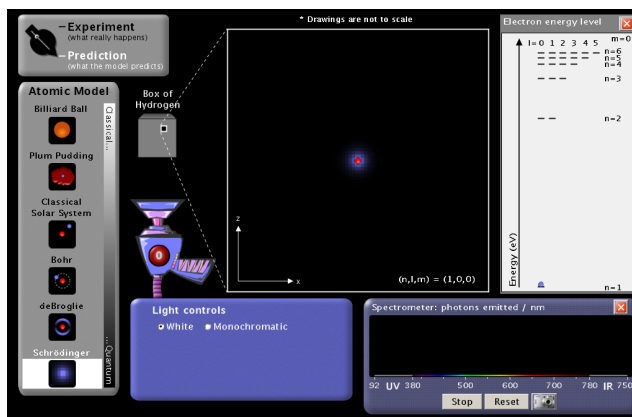 Experiment
(what really happens)
Prediction
(what the model predicts)
Atomic Model
Billiard Ball
Plum Pudding
Classical
Solar System
Bohr
deBroglie
Schrödinger
Classical...
...Quantum
Box of
Hydrogen
* Drawings are not to scale
z
x
(n,l,m) = (1,0,0)
0
Electron energy level
m=0
l= 0 1 2 3 4 5
n=6
n=5
n=4
n=3
n=2
n=1
Energy (eV)
Light controls
White Monochromatic
Spectrometer: photons emitted / nm
92 UV 380 500 600 700 780 IR 750
Stop Reset